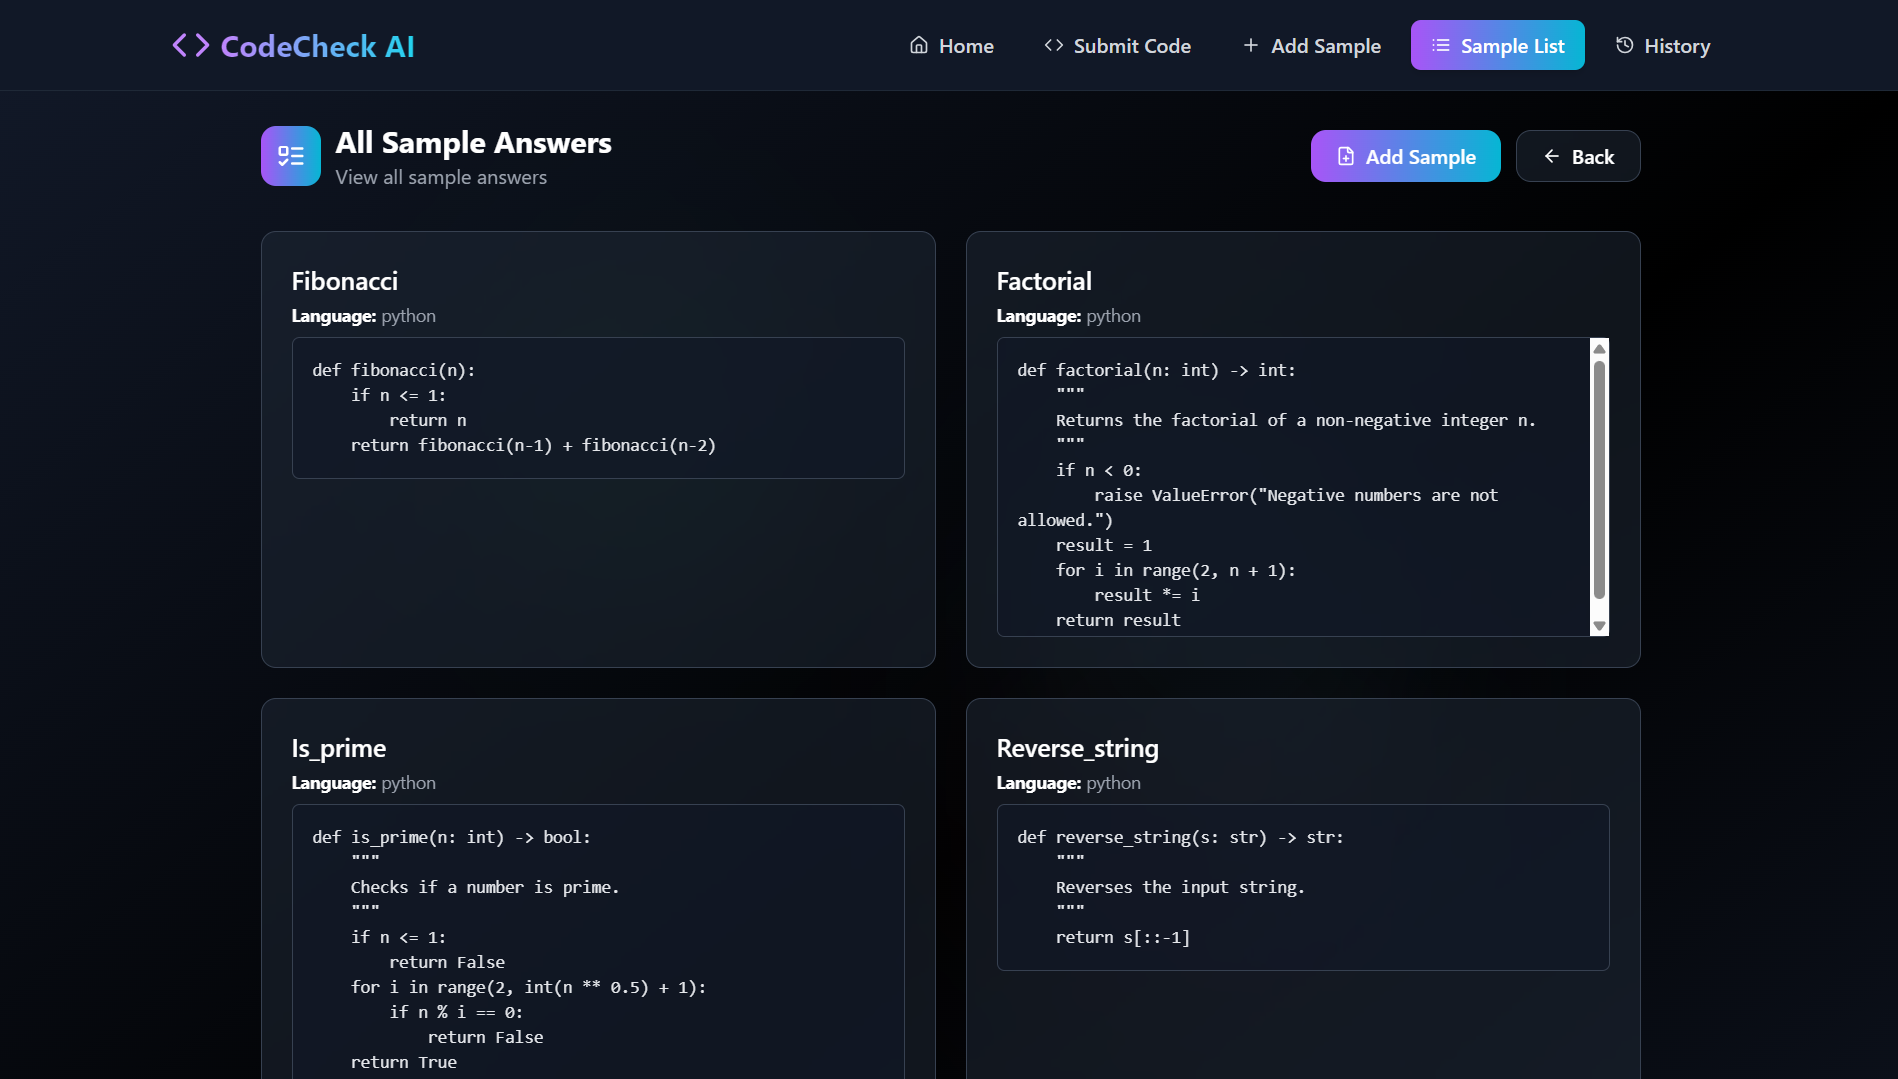 CodeCheck AI
Home
Submit Code
Add Sample
Sample List
History
All Sample Answers
View all sample answers
Add Sample
Back
Fibonacci
Language: python
def fibonacci(n):
    if n <= 1:
        return n
    return fibonacci(n-1) + fibonacci(n-2)
Factorial
Language: python
def factorial(n: int) -> int:
    """
    Returns the factorial of a non-negative integer n.
    """
    if n < 0:
        raise ValueError("Negative numbers are not
allowed.")
    result = 1
    for i in range(2, n + 1):
        result *= i
    return result
Is_prime
Language: python
def is_prime(n: int) -> bool:
    """
    Checks if a number is prime.
    """
    if n <= 1:
        return False
    for i in range(2, int(n ** 0.5) + 1):
        if n % i == 0:
            return False
    return True
Reverse_string
Language: python
def reverse_string(s: str) -> str:
    """
    Reverses the input string.
    """
    return s[::-1]